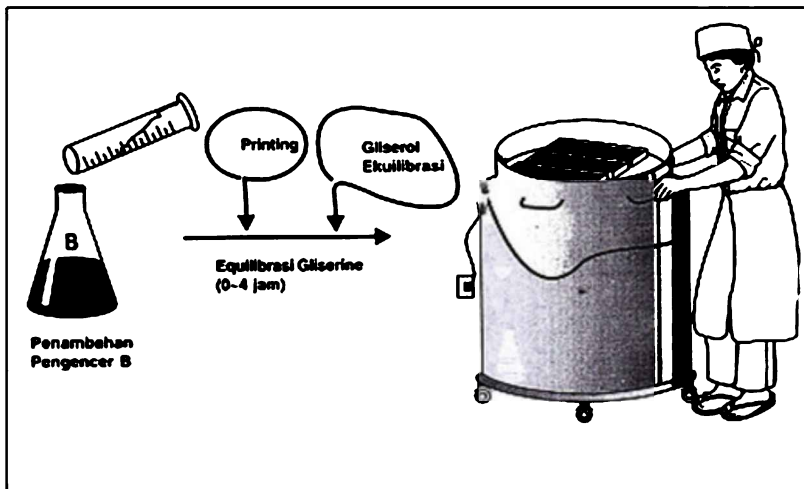 Printing
Gliserol
Ekuilibrasi
B
Equilibrasi Gliserine
(0~4 jam)
Penambahan
Pengencer B